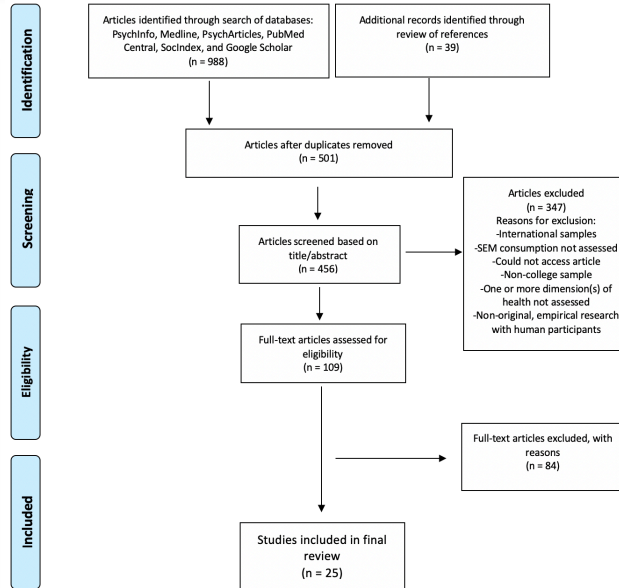 Identification
Articles identified through search of databases:
PsychInfo, Medline, PsychArticles, PubMed
Central, SocIndex, and Google Scholar
(n = 988)
Additional records identified through
review of references
(n = 39)
Articles after duplicates removed
(n = 501)
Screening
Articles screened based on
title/abstract
(n = 456)
Articles excluded
(n = 347)
Reasons for exclusion:
-International samples
-SEM consumption not assessed
-Could not access article
-Non-college sample
-One or more dimension(s) of
health not assessed
-Non-original, empirical research
with human participants
Eligibility
Full-text articles assessed for
eligibility
(n = 109)
Full-text articles excluded, with
reasons
(n = 84)
Included
Studies included in final
review
(n = 25)